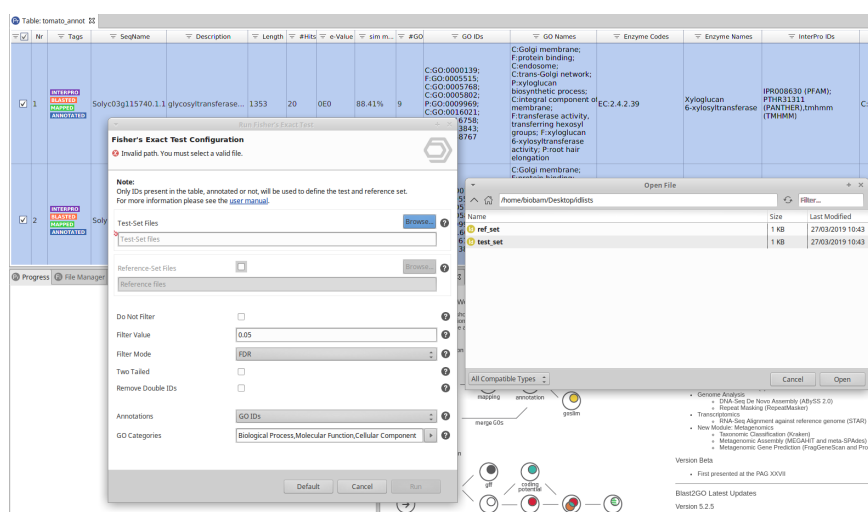 Table: tomato_annot
Nr Tags SeqName Description Length #Hits e-Value sim m... #GO GO IDs GO Names Enzyme Codes Enzyme Names InterPro IDs
1
INTERPRO
BLASTED
MAPPED
ANNOTATED
Solyc03g115740.1.1 glycosyltransferase... 1353 20 0E0 88.41% 9
C:GO:0000139;
F:GO:0005515;
C:GO:0005768;
C:GO:0005802;
P:GO:0009969;
C:GO:0016021;
6758;
3843;
8767
C:Golgi membrane;
F:protein binding;
C:endosome;
C:trans-Golgi network;
P:xyloglucan
biosynthetic process;
C:integral component of
membrane;
F:transferase activity,
transferring hexosyl
groups; F:xyloglucan
6-xylosyltransferase
activity; P:root hair
elongation
EC:2.4.2.39
Xyloglucan
6-xylosyltransferase
IPR008630 (PFAM);
PTHR31311
(PANTHER),tmhmm
(TMHMM)
2
INTERPRO
BLASTED
MAPPED
ANNOTATED
Soly
C:Golgi membrane;
Run Fisher's Exact Test
Fisher's Exact Test Configuration
Invalid path. You must select a valid file.
Note:
Only IDs present in the table, annotated or not, will be used to define the test and reference set.
For more information please see the user manual.
Test-Set Files Browse...
Test-Set files
Reference-Set Files Browse...
Reference files
Do Not Filter
Filter Value 0.05
Filter Mode FDR
Two Tailed
Remove Double IDs
Annotations GO IDs
GO Categories Biological Process,Molecular Function,Cellular Component
Default Cancel Run
Open File
/home/biobam/Desktop/idlists Filter...
Name Size Last Modified
ref_set 1 KB 27/03/2019 10:43
test_set 1 KB 27/03/2019 10:43
All Compatible Types Cancel Open
Progress File Manager
mapping annotation
goslim
merge GOs
gff
coding
potential
Genome Analysis
DNA-Seq De Novo Assembly (ABySS 2.0)
Repeat Masking (RepeatMasker)
Transcriptomics
RNA-Seq Alignment against reference genome (STAR)
New Module: Metagenomics
Taxonomic Classification (Kraken)
Metagenomic Assembly (MEGAHIT and meta-SPAdes)
Metagenomic Gene Prediction (FragGeneScan and Pro
Version Beta
First presented at the PAG XXVII
Blast2GO Latest Updates
Version 5.2.5